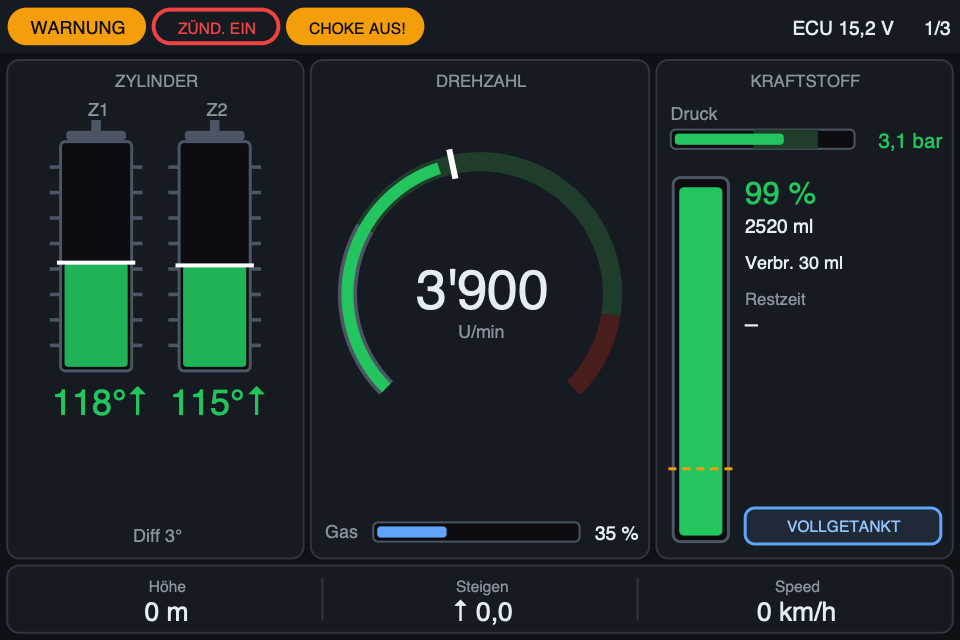 WARNUNG
ZÜND. EIN
CHOKE AUS!
ECU 15,2 V
1/3
ZYLINDER
Z1
Z2
118°↑
115°↑
Diff 3°
DREHZAHL
3'900
U/min
Gas
35 %
KRAFTSTOFF
Druck
3,1 bar
99 %
2520 ml
Verbr. 30 ml
Restzeit
–
VOLLGETANKT
Höhe
0 m
Steigen
↑ 0,0
Speed
0 km/h